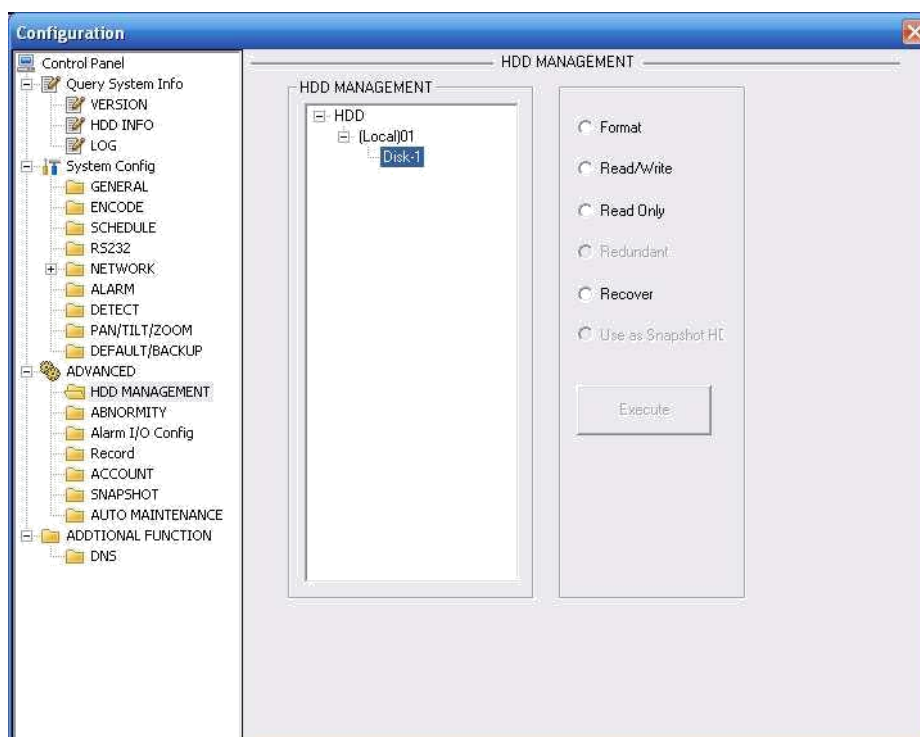 Configuration
Control Panel
Query System Info
VERSION
HDD INFO
LOG
System Config
GENERAL
ENCODE
SCHEDULE
RS232
NETWORK
ALARM
DETECT
PAN/TILT/ZOOM
DEFAULT/BACKUP
ADVANCED
HDD MANAGEMENT
ABNORMITY
Alarm I/O Config
Record
ACCOUNT
SNAPSHOT
AUTO MAINTENANCE
ADDTIONAL FUNCTION
DNS
HDD MANAGEMENT
HDD MANAGEMENT
HDD
(Local)01
Disk-1
Format
Read/Write
Read Only
Redundant
Recover
Use as Snapshot
Execute